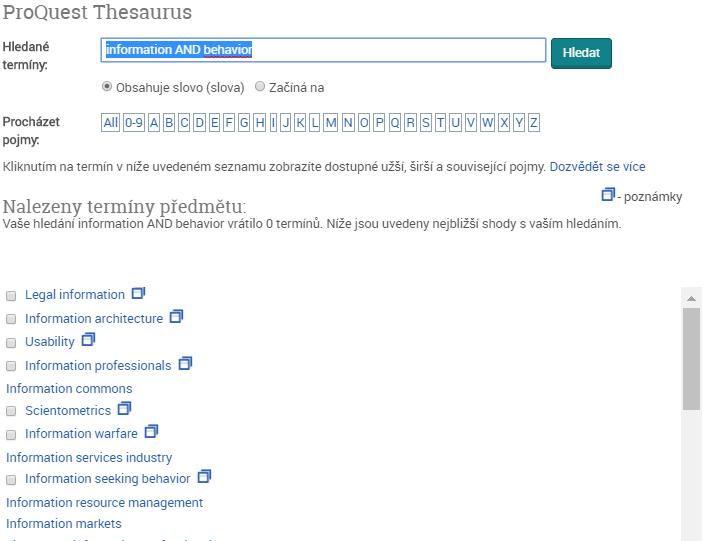 ProQuest Thesaurus
Hledané termíny:
information AND behavior
Hledat
Obsahuje slovo (slova) Začíná na
Procházet pojmy:
All 0-9 A B C D E F G H I J K L M N O P Q R S T U V W X Y Z
Kliknutím na termín v níže uvedeném seznamu zobrazíte dostupné užší, širší a související pojmy. Dozvědět se více
- poznámky
Nalezeny termíny předmětu:
Vaše hledání information AND behavior vrátilo 0 termínů. Níže jsou uvedeny nejbližší shody s vaším hledáním.
Legal information
Information architecture
Usability
Information professionals
Information commons
Scientometrics
Information warfare
Information services industry
Information seeking behavior
Information resource management
Information markets